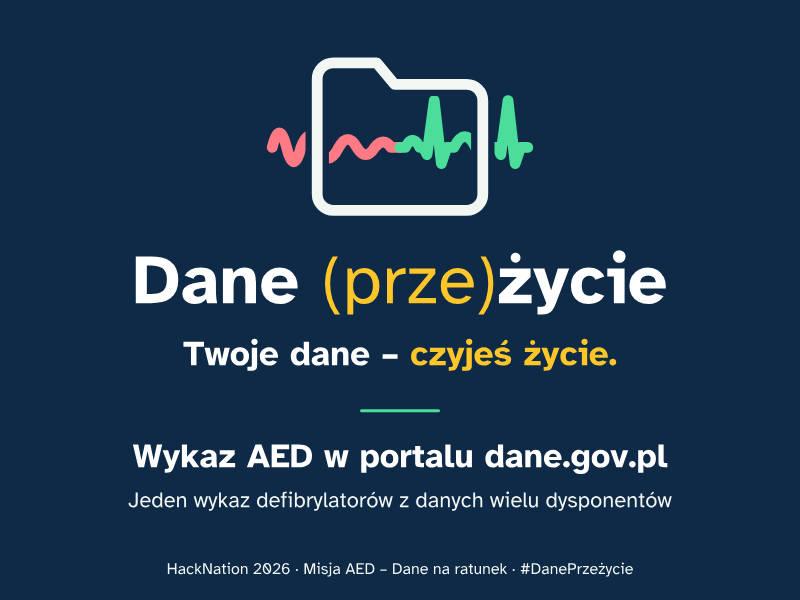 Dane (prze)życie
Twoje dane – czyjeś życie.
Wykaz AED w portalu dane.gov.pl
Jeden wykaz defibrylatorów z danych wielu dysponentów
HackNation 2026 · Misja AED – Dane na ratunek · #DanePrzeżycie